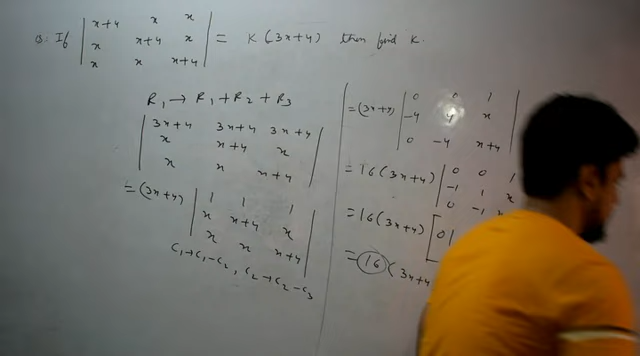 Q: If | x+4 x x | = K (3x+4) then find K.
| x x+4 x |
| x x x+4 |
R₁ → R₁ + R₂ + R₃
| 3x+4 3x+4 3x+4 |
| x x+4 x |
| x x x+4 |
= (3x+4) | 1 1 1 |
| x x+4 x |
| x x x+4 |
C₁→C₁-C₂, C₂→C₂-C₃
= (3x+4) | 0 0 1 |
| -4 4 x |
| 0 -4 x+4 |
= 16(3x+4) | 0 0 1
| -1 1 x
| 0 -1 x
= 16(3x+4) [ 0 1
= 16 (3x+4